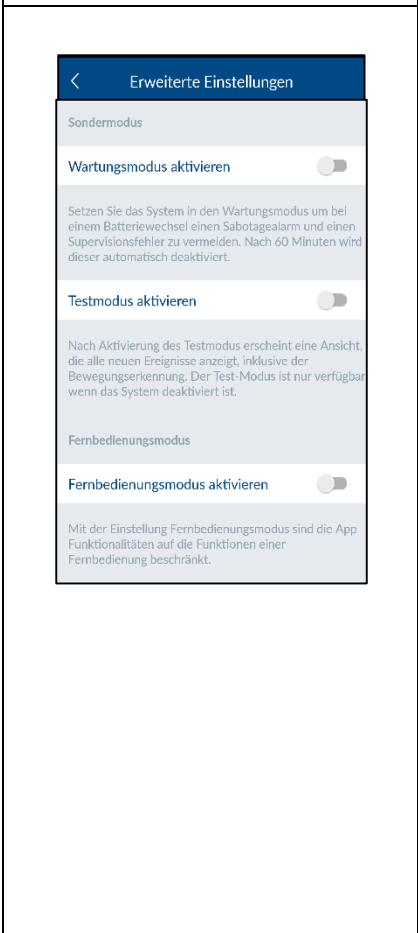 Erweiterte Einstellungen
Sondermodus
Wartungsmodus aktivieren
Setzen Sie das System in den Wartungsmodus um bei
einem Batteriewechsel einen Sabotagealarm und einen
Supervisionsfehler zu vermeiden. Nach 60 Minuten wird
dieser automatisch deaktiviert.
Testmodus aktivieren
Nach Aktivierung des Testmodus erscheint eine Ansicht,
die alle neuen Ereignisse anzeigt, inklusive der
Bewegungserkennung. Der Test-Modus ist nur verfügbar
wenn das System deaktiviert ist.
Fernbedienungsmodus
Fernbedienungsmodus aktivieren
Mit der Einstellung Fernbedienungsmodus sind die App
Funktionalitäten auf die Funktionen einer
Fernbedienung beschränkt.